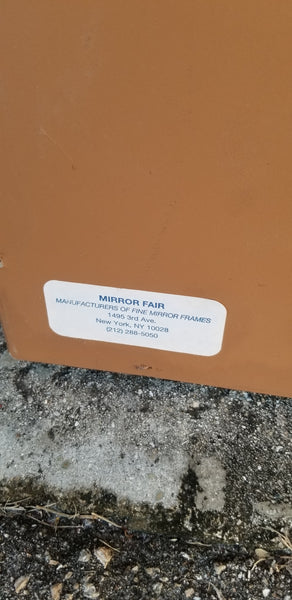 MIRROR FAIR
MANUFACTURERS OF FINE MIRROR FRAMES
1495 3rd Ave.
New York, NY 10028
(212) 288-5050